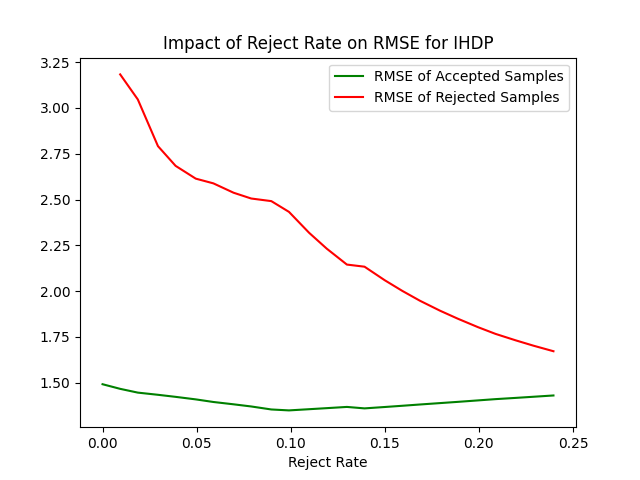 Impact of Reject Rate on RMSE for IHDP
RMSE of Accepted Samples
RMSE of Rejected Samples
3.25
3.00
2.75
2.50
2.25
2.00
1.75
1.50
0.00 0.05 0.10 0.15 0.20 0.25
Reject Rate